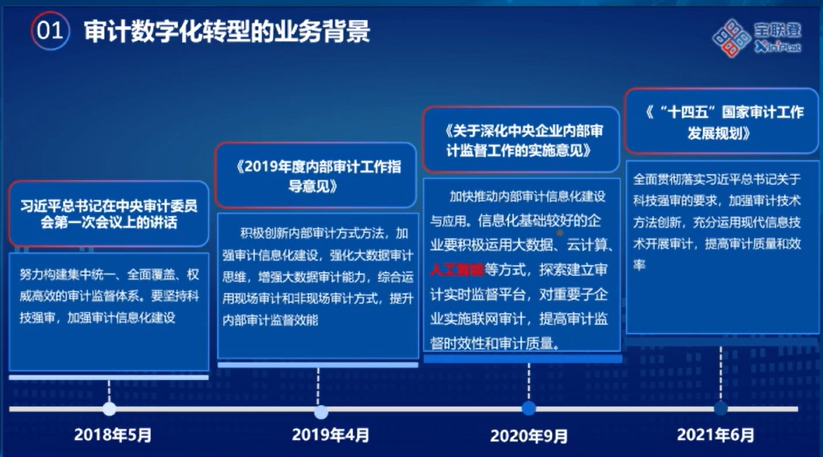 01 审计数字化转型的业务背景
宝联登
XinPlat
习近平总书记在中央审计委员
会第一次会议上的讲话
努力构建集中统一、全面覆盖、权
威高效的审计监督体系。要坚持科
技强审，加强审计信息化建设
2018年5月
《2019年度内部审计工作指
导意见》
积极创新内部审计方式方法，加
强审计信息化建设，强化大数据审计
思维，增强大数据审计能力，综合运
用现场审计和非现场审计方式，提升
内部审计监督效能
2019年4月
《关于深化中央企业内部审
计监督工作的实施意见》
加快推动内部审计信息化建设
与应用。信息化基础较好的企
业要积极运用大数据、云计算、
人工智能等方式，探索建立审
计实时监督平台，对重要子企
业实施联网审计，提高审计监
督时效性和审计质量。
2020年9月
《“十四五”国家审计工作
发展规划》
全面贯彻落实习近平总书记关于
科技强审的要求，加强审计技术
方法创新，充分运用现代信息技
术开展审计，提高审计质量和效
率
2021年6月